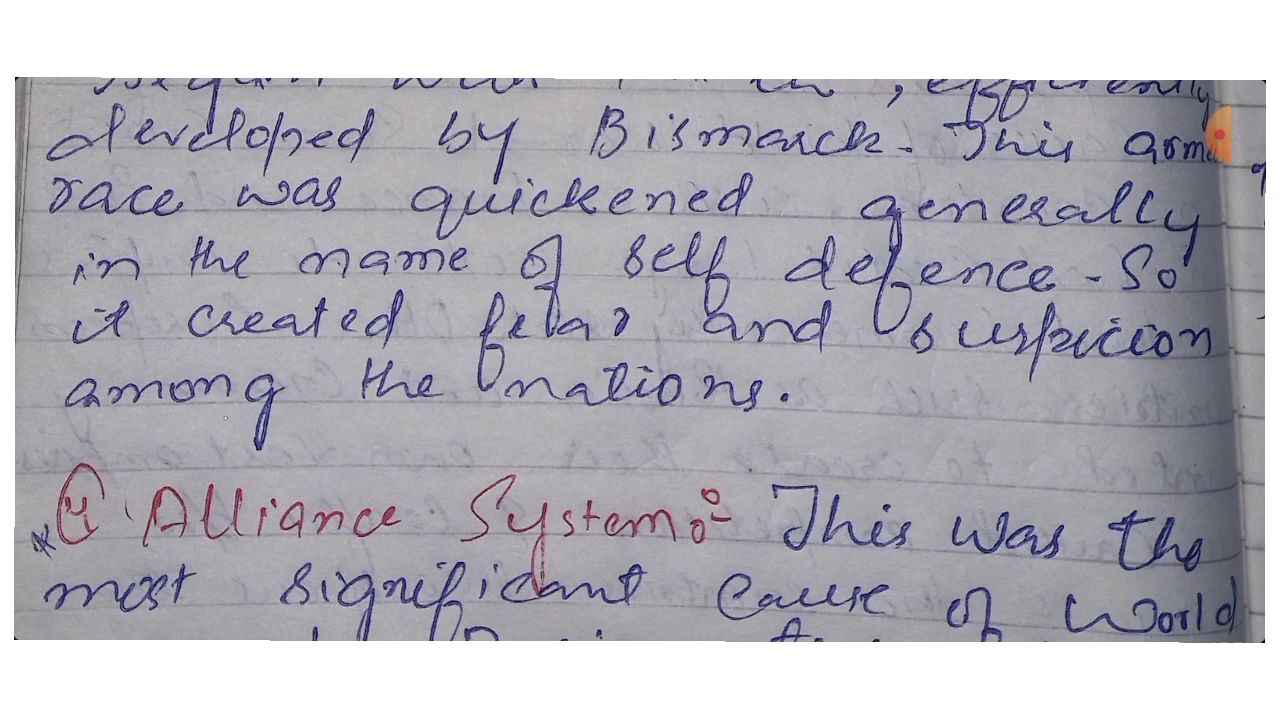 efficiently
developed by Bismarck. This arms
race was quickened generally
in the name of self defence - So
it created fear and suspicion
among the nations.
* 4. Alliance System:- This was the
most significant cause of World